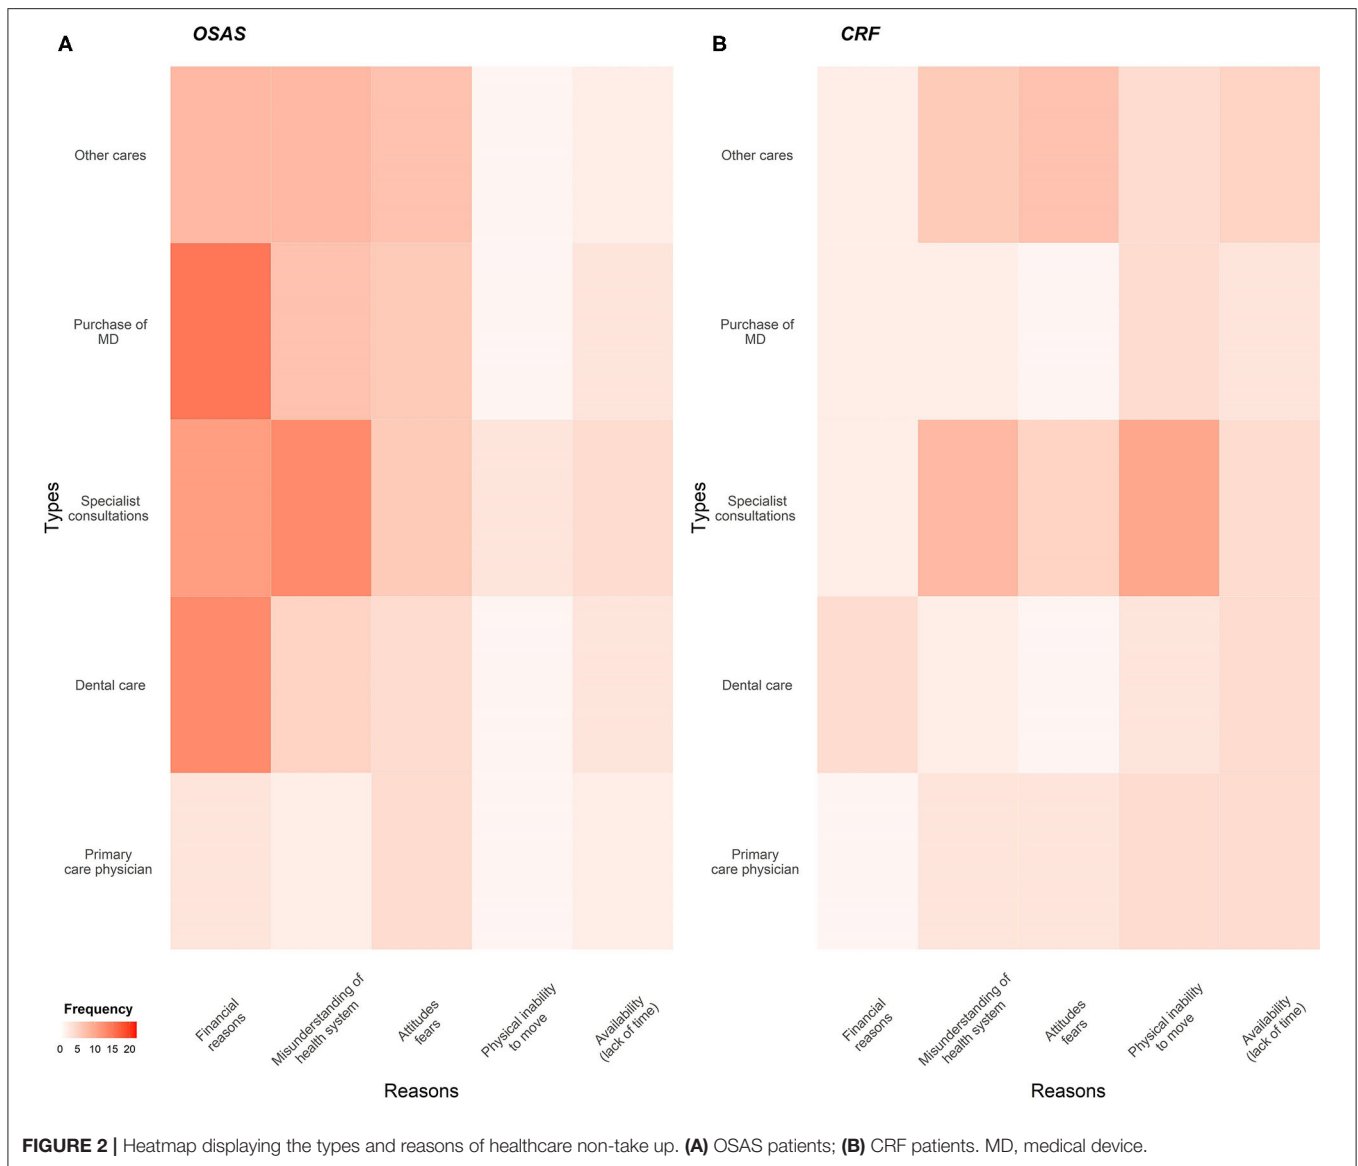 A
OSAS
Other cares
Purchase of
MD
Specialist
consultations
Dental care
Primary
care physician
Types
Financial
reasons
Misunderstanding of
health system
Attitudes
fears
Physical inability
to move
Availability
(lack of time)
Reasons
Frequency
0 5 10 15 20
B
CRF
Other cares
Purchase of
MD
Specialist
consultations
Dental care
Primary
care physician
Types
Financial
reasons
Misunderstanding of
health system
Attitudes
fears
Physical inability
to move
Availability
(lack of time)
Reasons
FIGURE 2 | Heatmap displaying the types and reasons of healthcare non-take up. (A) OSAS patients; (B) CRF patients. MD, medical device.